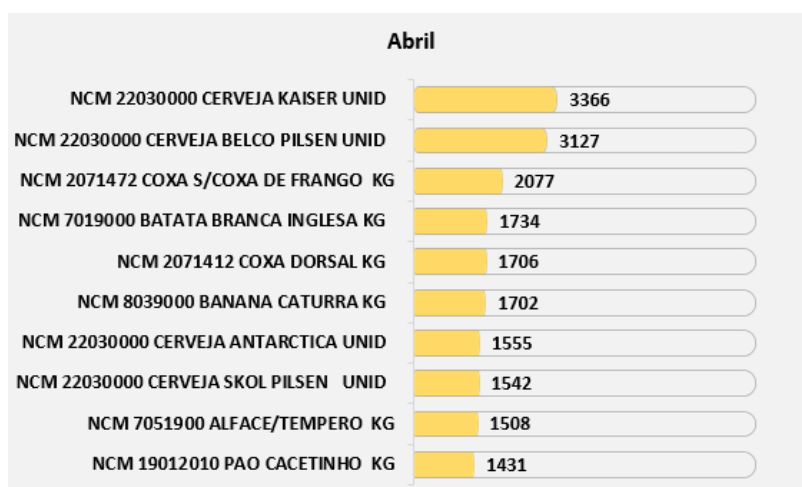 Abril
NCM 22030000 CERVEJA KAISER UNID 3366
NCM 22030000 CERVEJA BELCO PILSEN UNID 3127
NCM 2071472 COXA S/COXA DE FRANGO KG 2077
NCM 7019000 BATATA BRANCA INGLESA KG 1734
NCM 2071412 COXA DORSAL KG 1706
NCM 8039000 BANANA CATURRA KG 1702
NCM 22030000 CERVEJA ANTARCTICA UNID 1555
NCM 22030000 CERVEJA SKOL PILSEN UNID 1542
NCM 7051900 ALFACE/TEMPERO KG 1508
NCM 19012010 PAO CACETINHO KG 1431